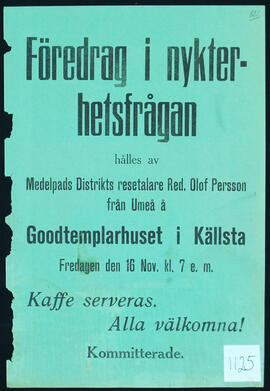 Föredrag i nykter-
hetsfrågan
hålles av
Medelpads Distrikts resetalare Red. Olof Persson
från Umeå å
Goodtemplarhuset i Källsta
Fredagen den 16 Nov. kl. 7 e. m.
Kaffe serveras.
Alla välkomna!
Kommitterade.
1125